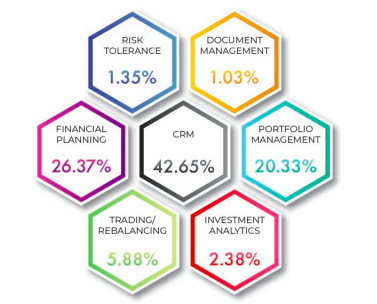 RISK
TOLERANCE
1.35%
DOCUMENT
MANAGEMENT
1.03%
FINANCIAL
PLANNING
26.37%
CRM
42.65%
PORTFOLIO
MANAGEMENT
20.33%
TRADING/
REBALANCING
5.88%
INVESTMENT
ANALYTICS
2.38%